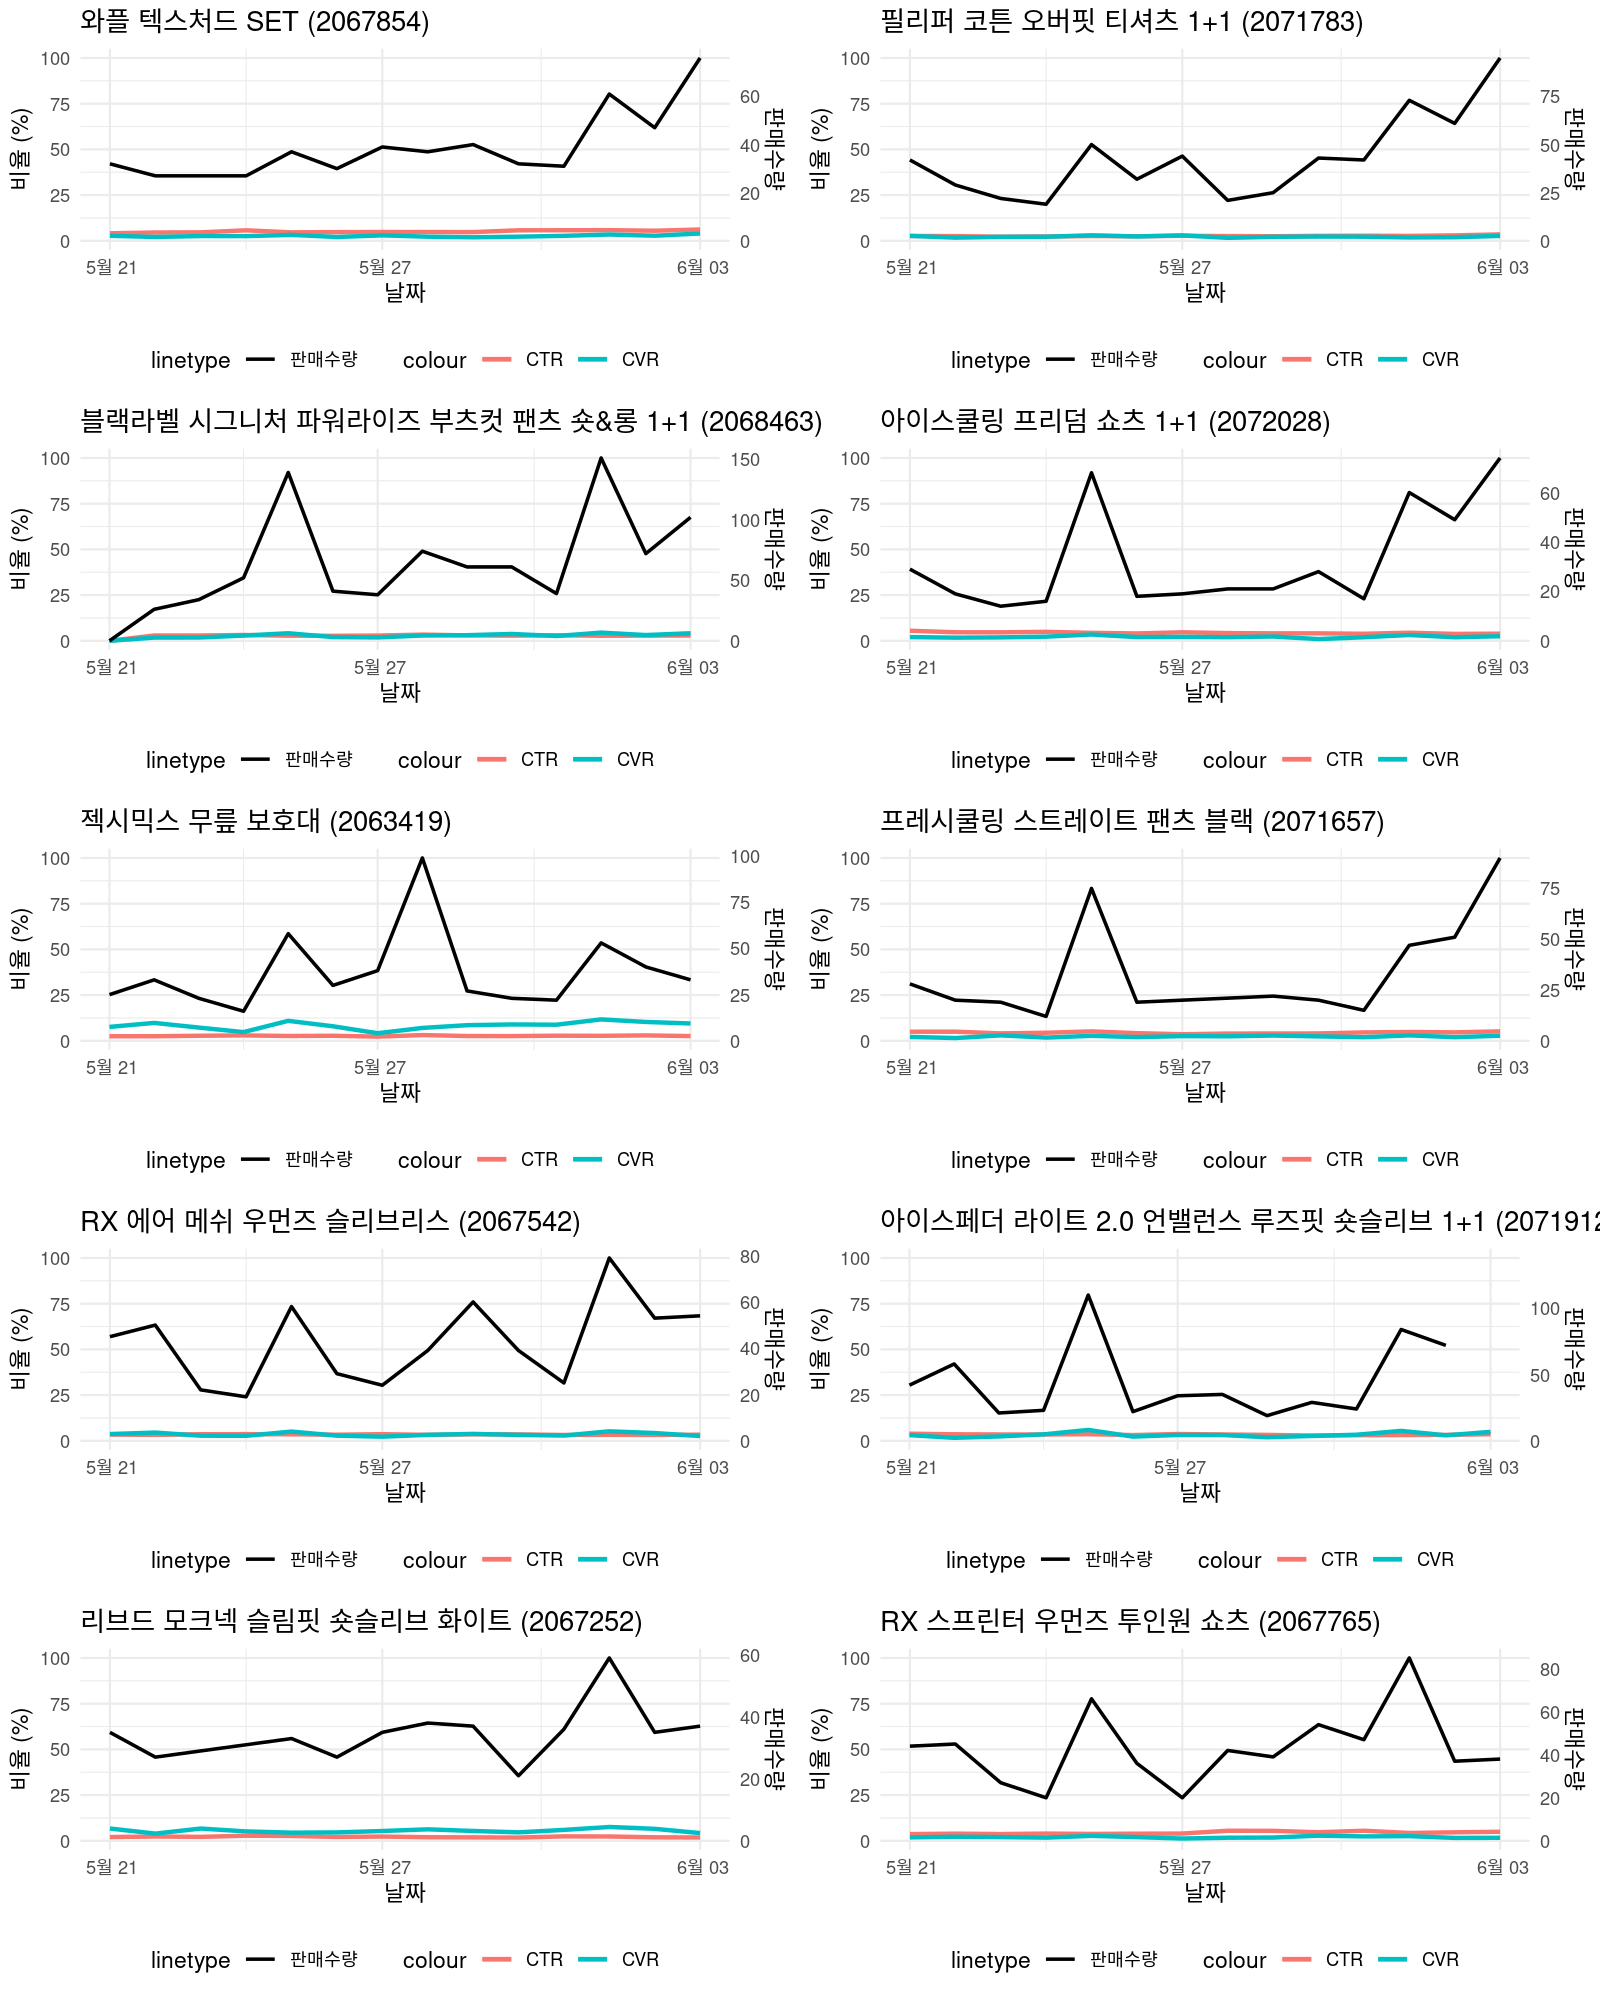 와플 텍스처드 SET (2067854)
100
75
50
25
0
비율 (%)
60
40
20
0
판매수량
5월 21
5월 27
6월 03
날짜
linetype 판매수량 colour CTR CVR
필리퍼 코튼 오버핏 티셔츠 1+1 (2071783)
100
75
50
25
0
비율 (%)
75
50
25
0
판매수량
5월 21
5월 27
6월 03
날짜
linetype 판매수량 colour CTR CVR
블랙라벨 시그니처 파워라이즈 부츠컷 팬츠 숏&롱 1+1 (2068463)
100
75
50
25
0
비율 (%)
150
100
50
0
판매수량
5월 21
5월 27
6월 03
날짜
linetype 판매수량 colour CTR CVR
아이스쿨링 프리덤 쇼츠 1+1 (2072028)
100
75
50
25
0
비율 (%)
60
40
20
0
판매수량
5월 21
5월 27
6월 03
날짜
linetype 판매수량 colour CTR CVR
젝시믹스 무릎 보호대 (2063419)
100
75
50
25
0
비율 (%)
100
75
50
25
0
판매수량
5월 21
5월 27
6월 03
날짜
linetype 판매수량 colour CTR CVR
프레시쿨링 스트레이트 팬츠 블랙 (2071657)
100
75
50
25
0
비율 (%)
75
50
25
0
판매수량
5월 21
5월 27
6월 03
날짜
linetype 판매수량 colour CTR CVR
RX 에어 메쉬 우먼즈 슬리브리스 (2067542)
100
75
50
25
0
비율 (%)
80
60
40
20
0
판매수량
5월 21
5월 27
6월 03
날짜
linetype 판매수량 colour CTR CVR
아이스페더 라이트 2.0 언밸런스 루즈핏 숏슬리브 1+1 (2071912
100
75
50
25
0
비율 (%)
100
50
0
판매수량
5월 21
5월 27
6월 03
날짜
linetype 판매수량 colour CTR CVR
리브드 모크넥 슬림핏 숏슬리브 화이트 (2067252)
100
75
50
25
0
비율 (%)
60
40
20
0
판매수량
5월 21
5월 27
6월 03
날짜
linetype 판매수량 colour CTR CVR
RX 스프린터 우먼즈 투인원 쇼츠 (2067765)
100
75
50
25
0
비율 (%)
80
60
40
20
0
판매수량
5월 21
5월 27
6월 03
날짜
linetype 판매수량 colour CTR CVR